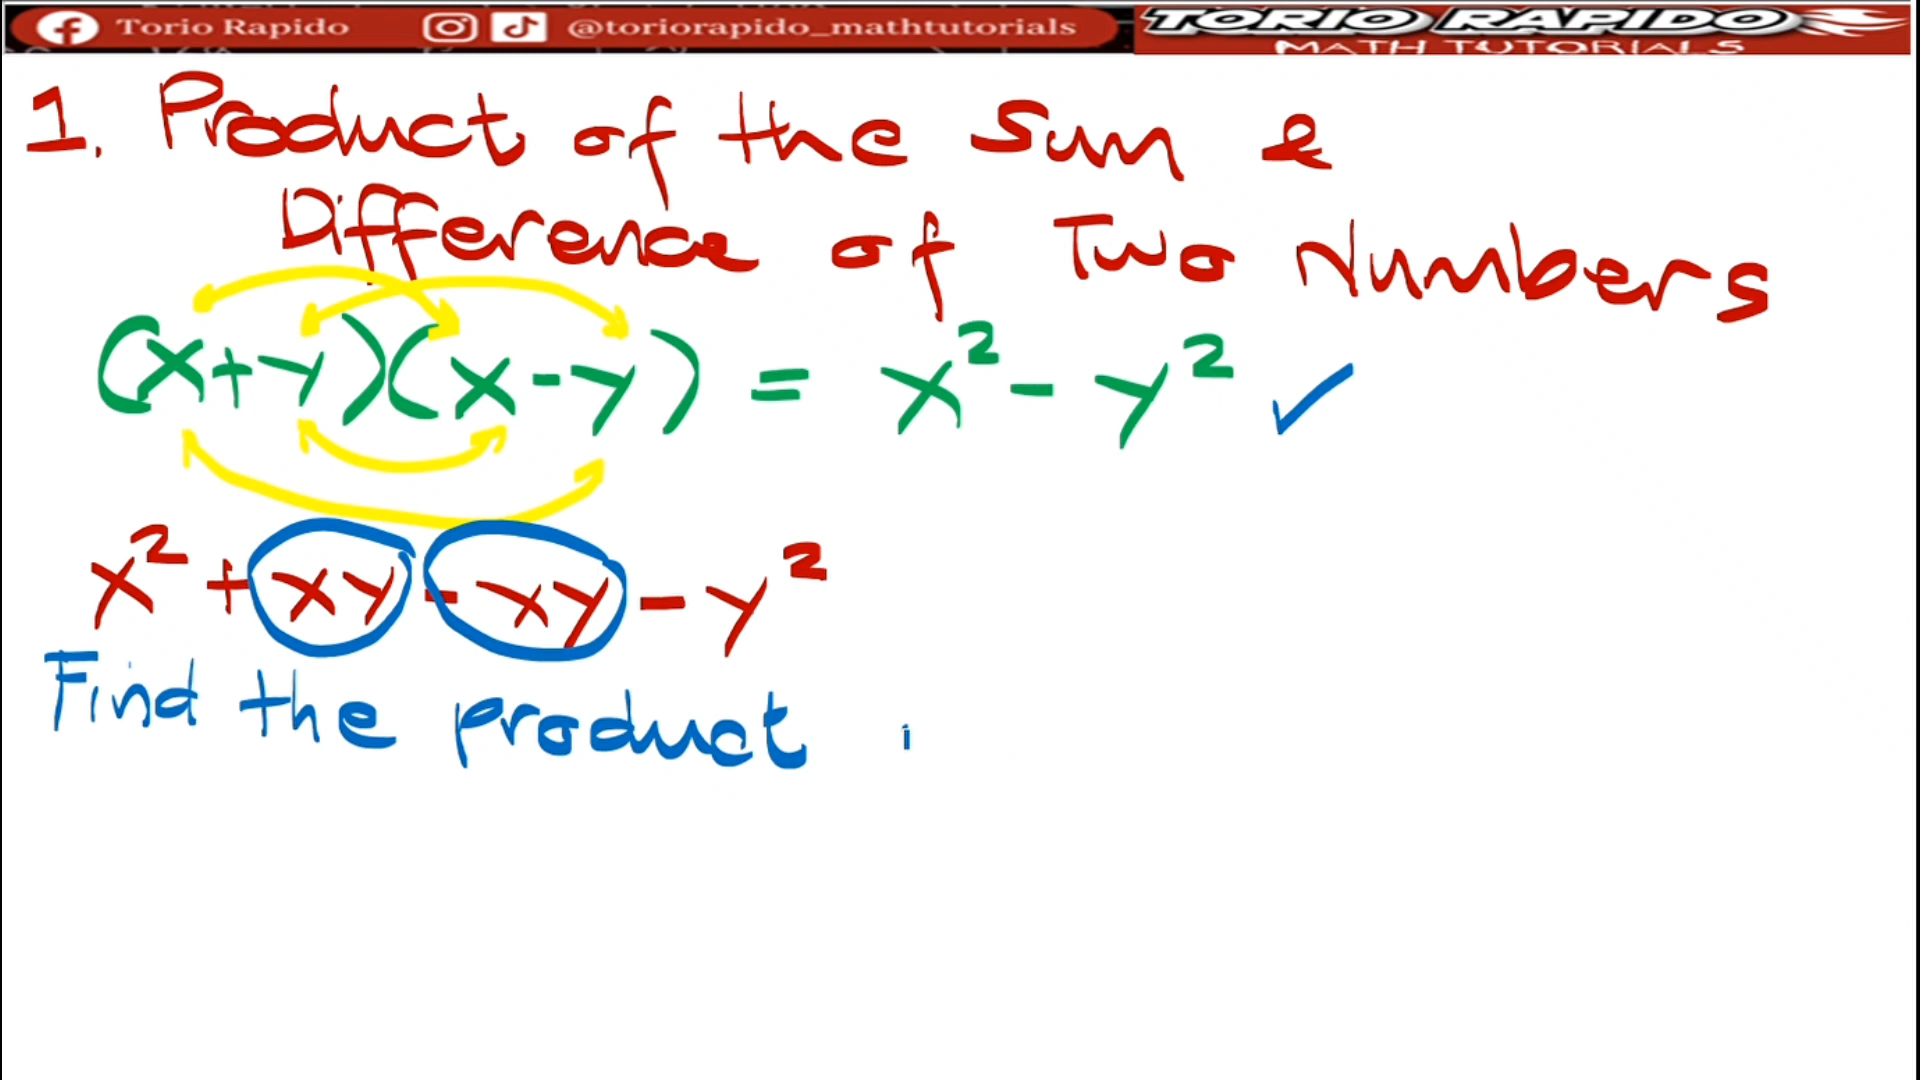 Torio Rapido @toriorapido_mathtutorials TORIO RAPIDO
MATH TUTORIALS
1. Product of the Sum &
Difference of Two Numbers
(x+y)(x-y) = x²- y²
x² + xy - xy - y²
Find the product i